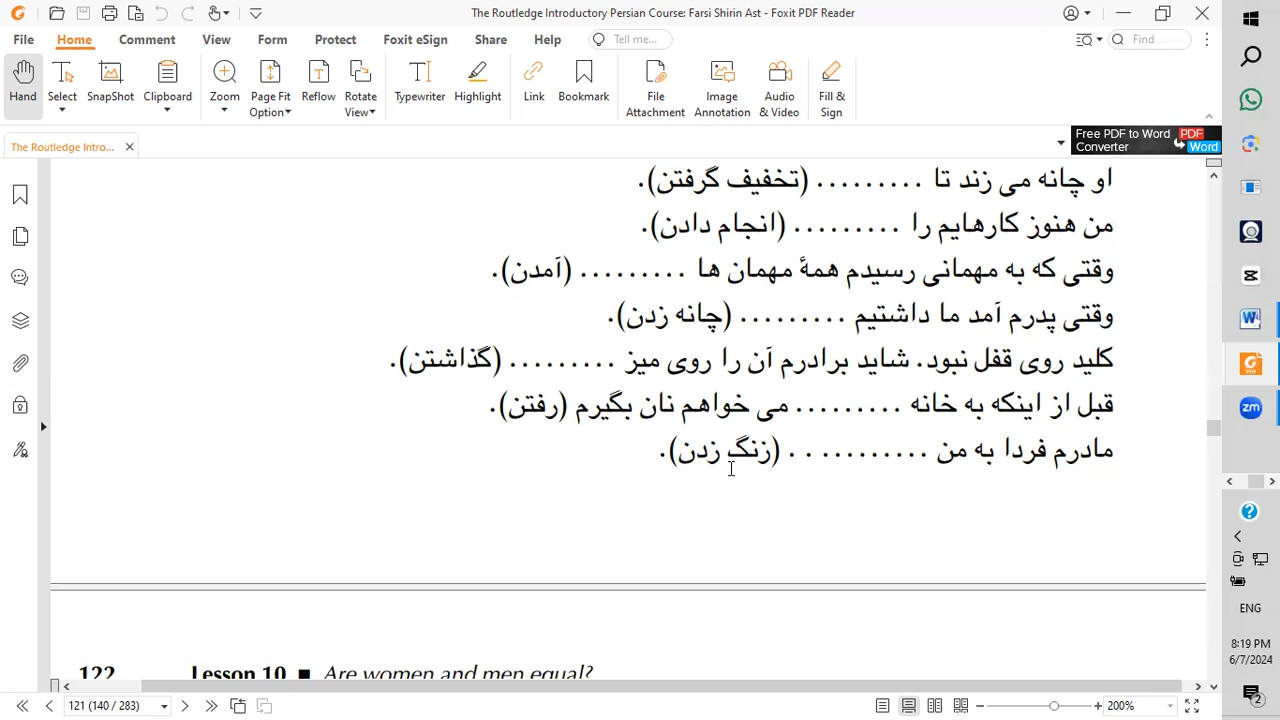 The Routledge Introductory Persian Course: Farsi Shirin Ast - Foxit PDF Reader
File Home Comment View Form Protect Foxit eSign Share Help Tell me... Find
Hand Select SnapShot Clipboard Zoom Page Fit Option Reflow Rotate View Typewriter Highlight Link Bookmark File Attachment Image Annotation Audio & Video Fill & Sign
The Routledge Intro...
Free PDF to Word Converter PDF Word
او چانه می زند تا ......... (تخفیف گرفتن).
من هنوز کارهایم را ......... (انجام دادن).
وقتی که به مهمانی رسیدم همهٔ مهمان ها ......... (آمدن).
وقتی پدرم آمد ما داشتیم ......... (چانه زدن).
کلید روی قفل نبود. شاید برادرم آن را روی میز ......... (گذاشتن).
قبل از اینکه به خانه ......... می خواهم نان بگیرم (رفتن).
مادرم فردا به من ........... (زنگ زدن).
122 Lesson 10 ■ Are women and men equal?
121 (140 / 283)
200%
W
PDF
zm
ENG
8:19 PM
6/7/2024
2